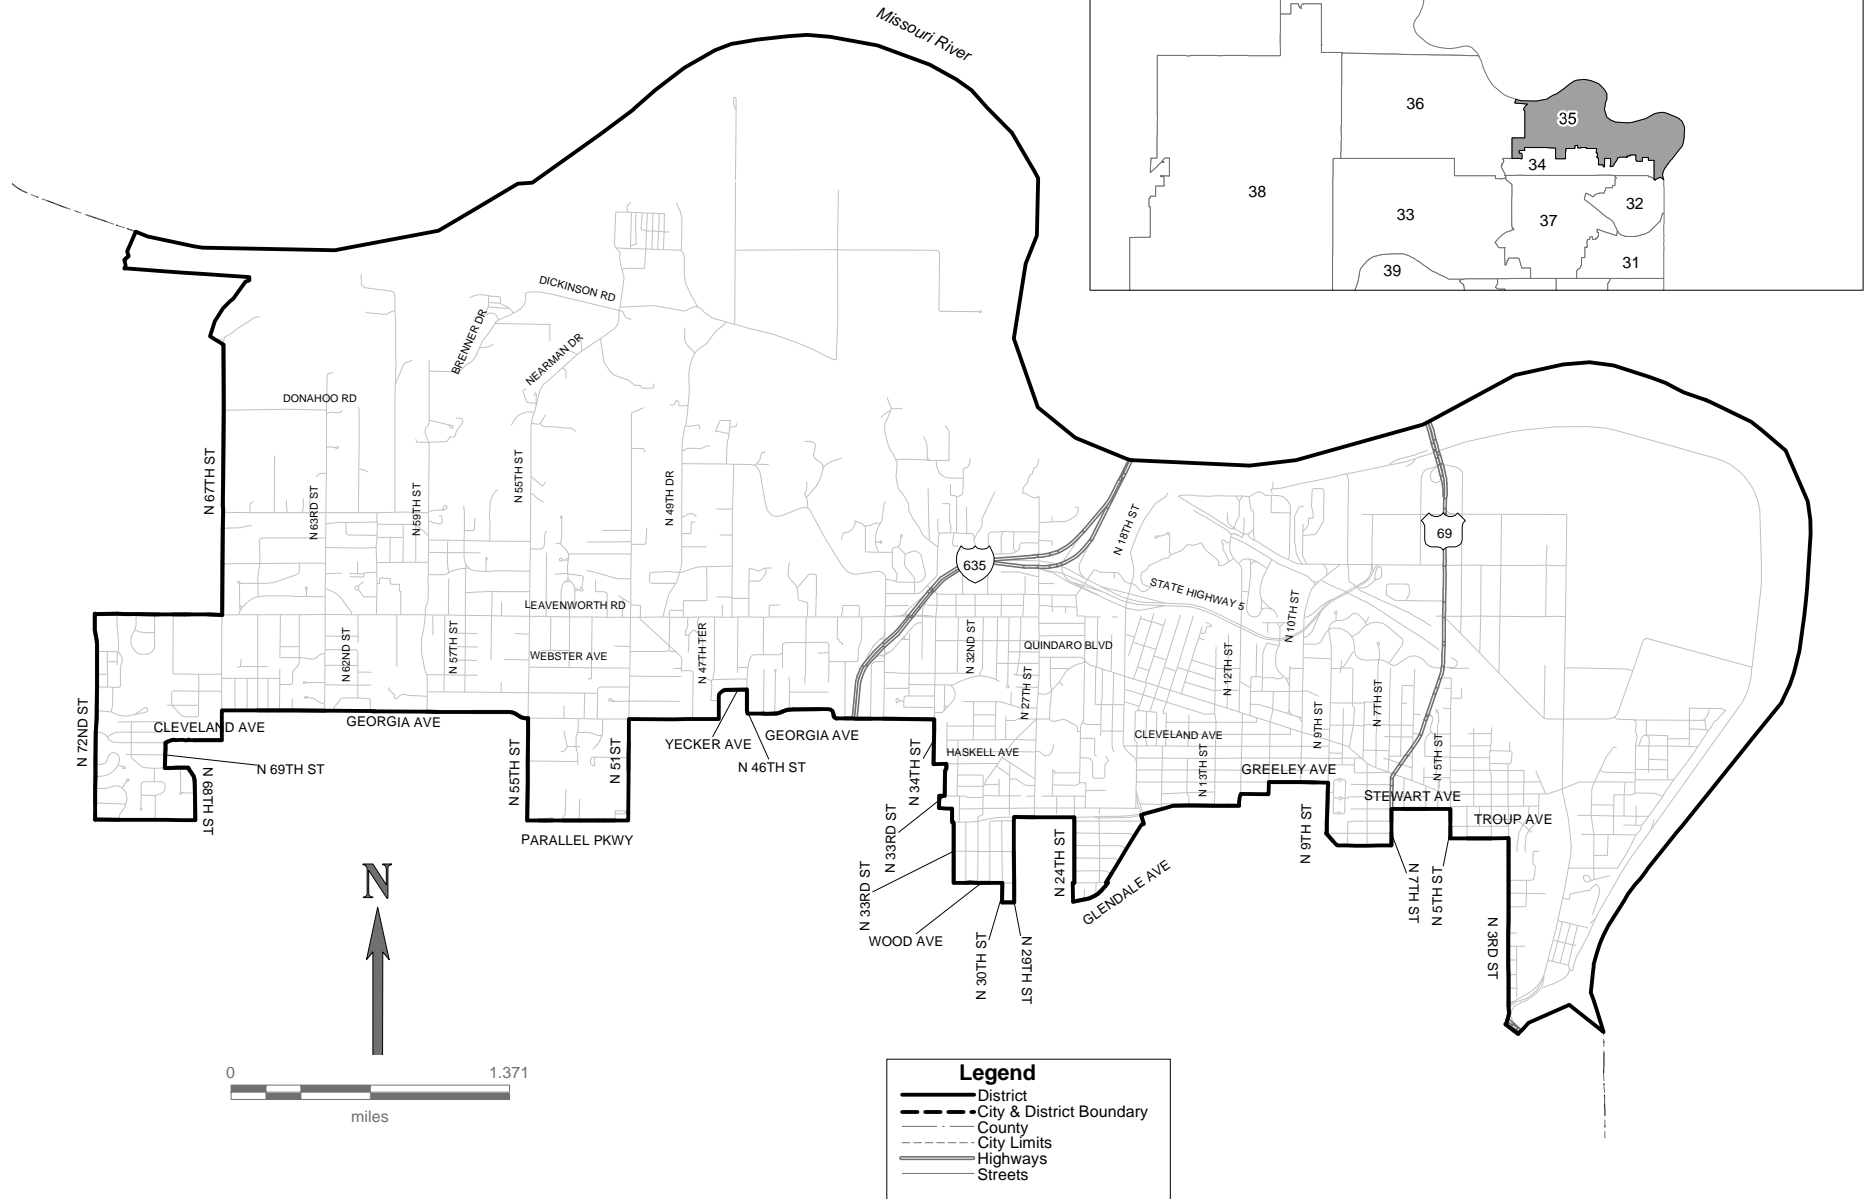 Missouri River
36
35
34
38
33
37
32
39
31
DICKINSON RD
BRENNER DR
NEARMAN DR
DONAHOO RD
N 67TH ST
N 63RD ST
N 59TH ST
N 55TH ST
N 49TH DR
N 18TH ST
69
635
STATE HIGHWAY 5
N 10TH ST
LEAVENWORTH RD
N 62ND ST
N 57TH ST
WEBSTER AVE
N 47TH TER
N 32ND ST
QUINDARO BLVD
N 27TH ST
N 12TH ST
N 7TH ST
N 9TH ST
N 72ND ST
CLEVELAND AVE
GEORGIA AVE
YECKER AVE
GEORGIA AVE
N 46TH ST
N 69TH ST
N 68TH ST
N 55TH ST
N 51ST
PARALLEL PKWY
N 34TH ST
HASKELL AVE
CLEVELAND AVE
N 13TH ST
GREELEY AVE
N 5TH ST
STEWART AVE
TROUP AVE
N 33RD ST
N 33RD ST
WOOD AVE
N 30TH ST
N 29TH ST
N 24TH ST
GLENDALE AVE
N 9TH ST
N 7TH ST
N 5TH ST
N 3RD ST
N
0 1.371
miles
Legend
District
City & District Boundary
County
City Limits
Highways
Streets